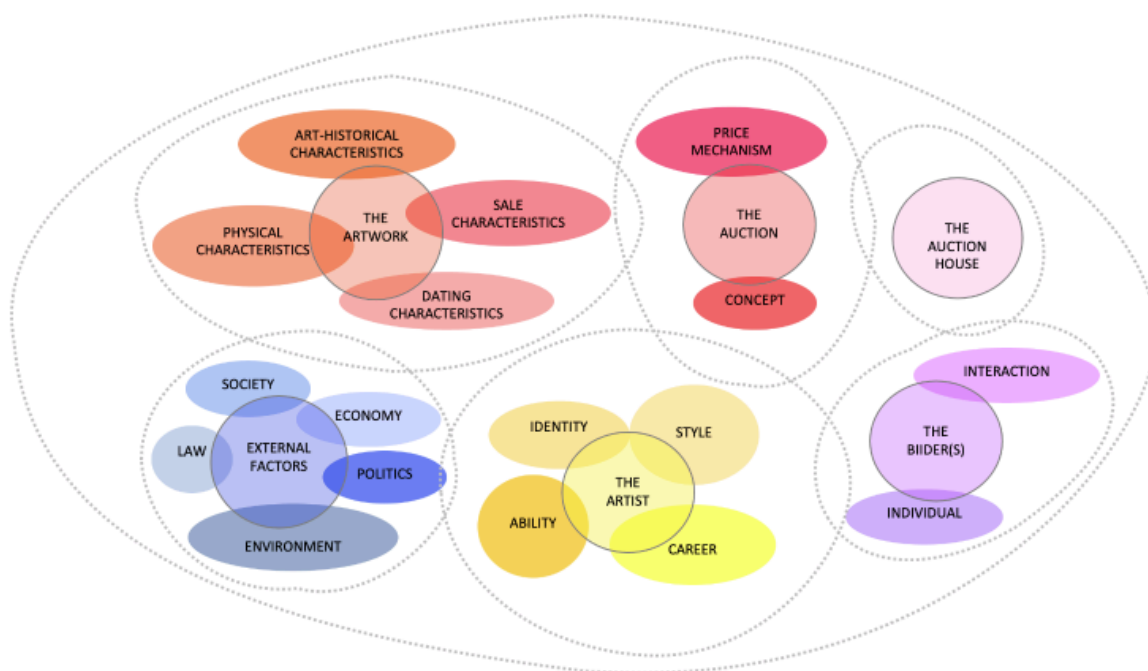 ART-HISTORICAL
CHARACTERISTICS
PHYSICAL
CHARACTERISTICS
THE
ARTWORK
SALE
CHARACTERISTICS
DATING
CHARACTERISTICS
PRICE
MECHANISM
THE
AUCTION
CONCEPT
THE
AUCTION
HOUSE
SOCIETY
ECONOMY
LAW
EXTERNAL
FACTORS
POLITICS
ENVIRONMENT
IDENTITY
STYLE
THE
ARTIST
ABILITY
CAREER
INTERACTION
THE
BIIDER(S)
INDIVIDUAL